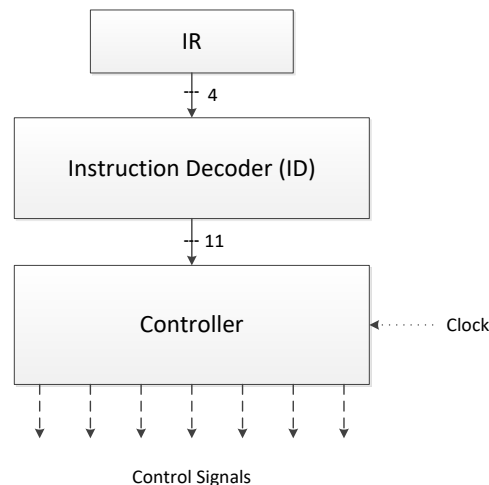 IR
4
Instruction Decoder (ID)
11
Controller
Clock
Control Signals